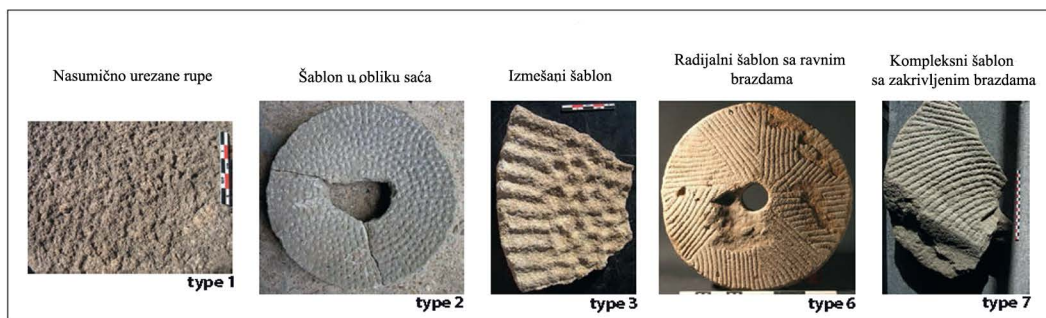 Nasumično urezane rupe
Šablon u obliku saća
Izmešani šablon
Radijalni šablon sa ravnim
brazdama
Kompleksni šablon
sa zakrivljenim brazdama
type 1
type 2
type 3
type 6
type 7